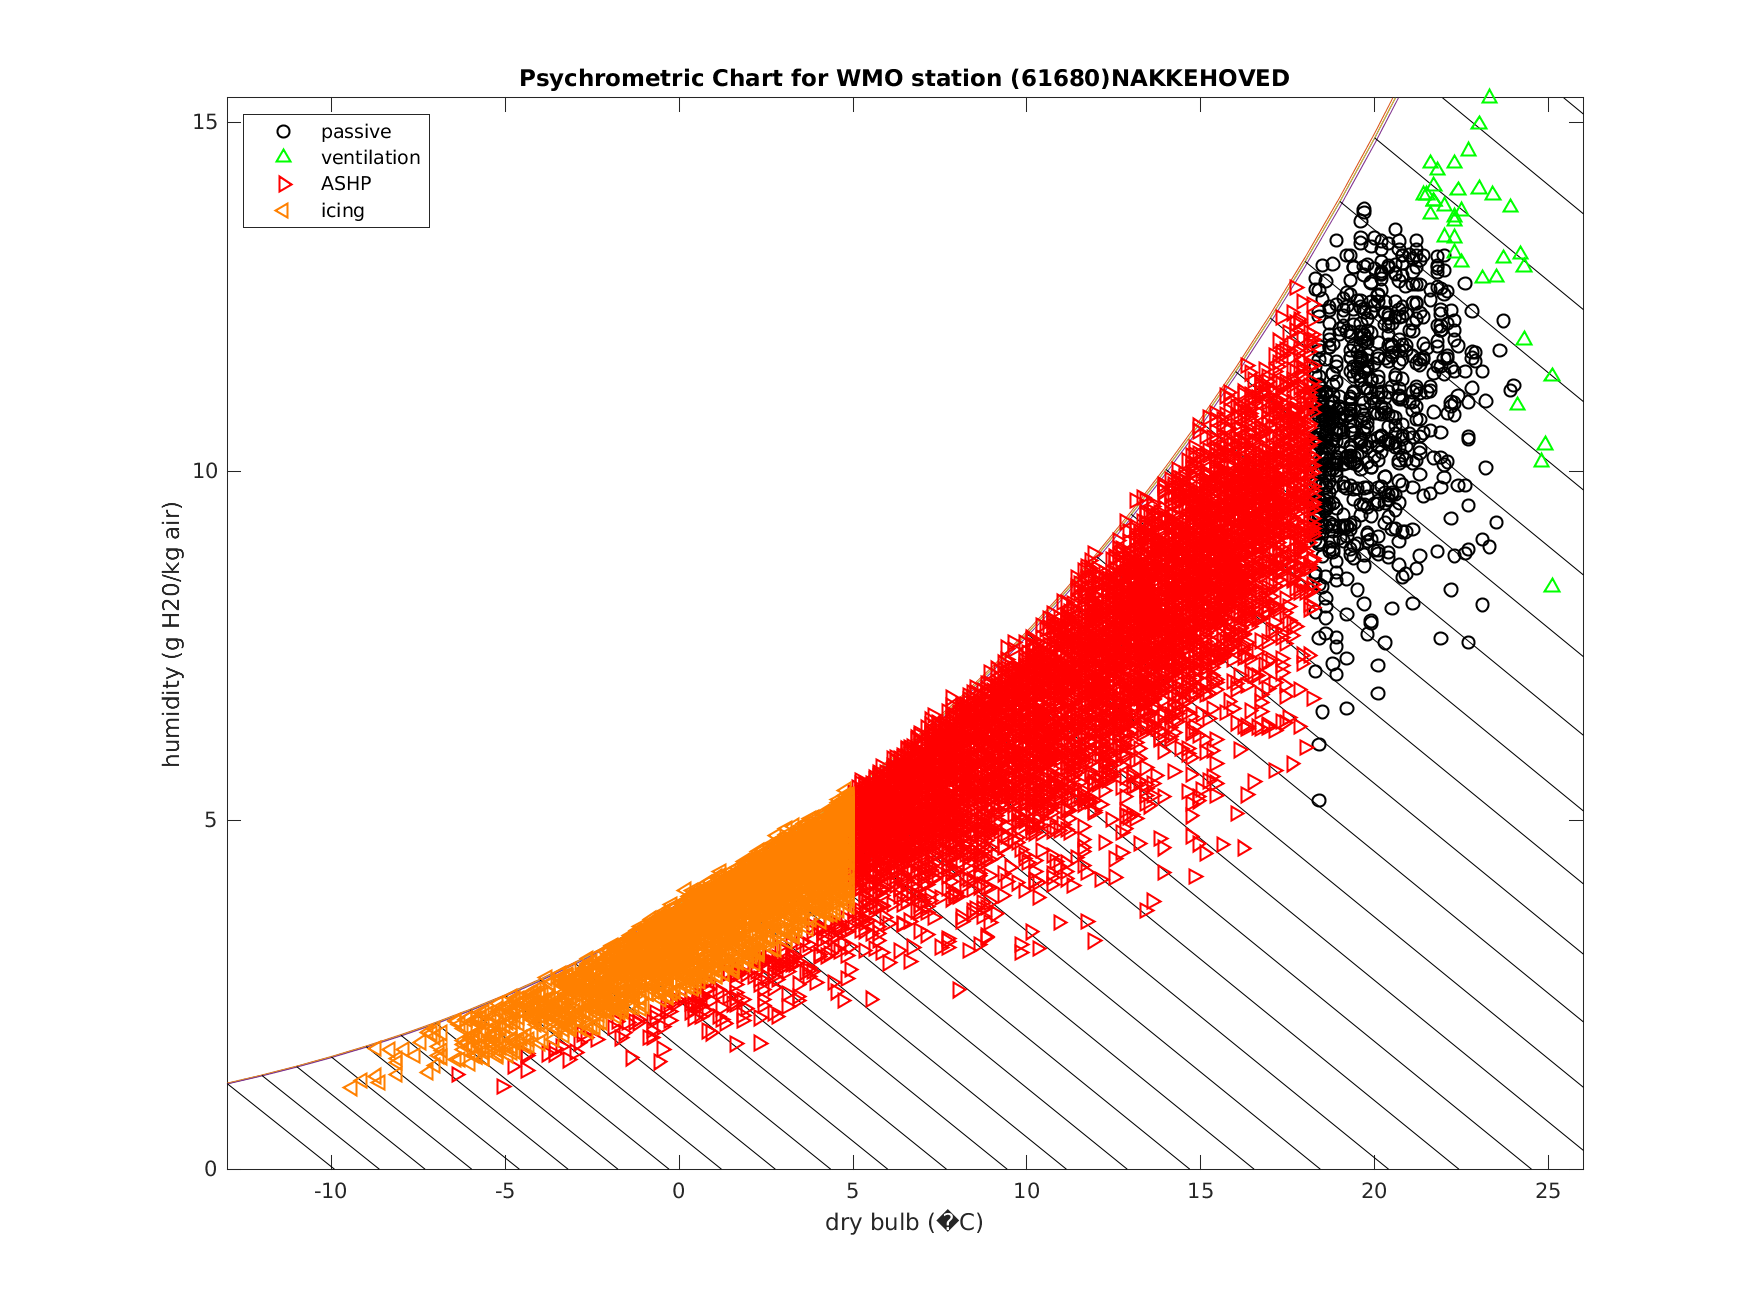 Psychrometric Chart for WMO station (61680)NAKKEHOVED
passive
ventilation
ASHP
icing
15
10
5
0
humidity (g H20/kg air)
-10 -5 0 5 10 15 20 25
dry bulb (�C)